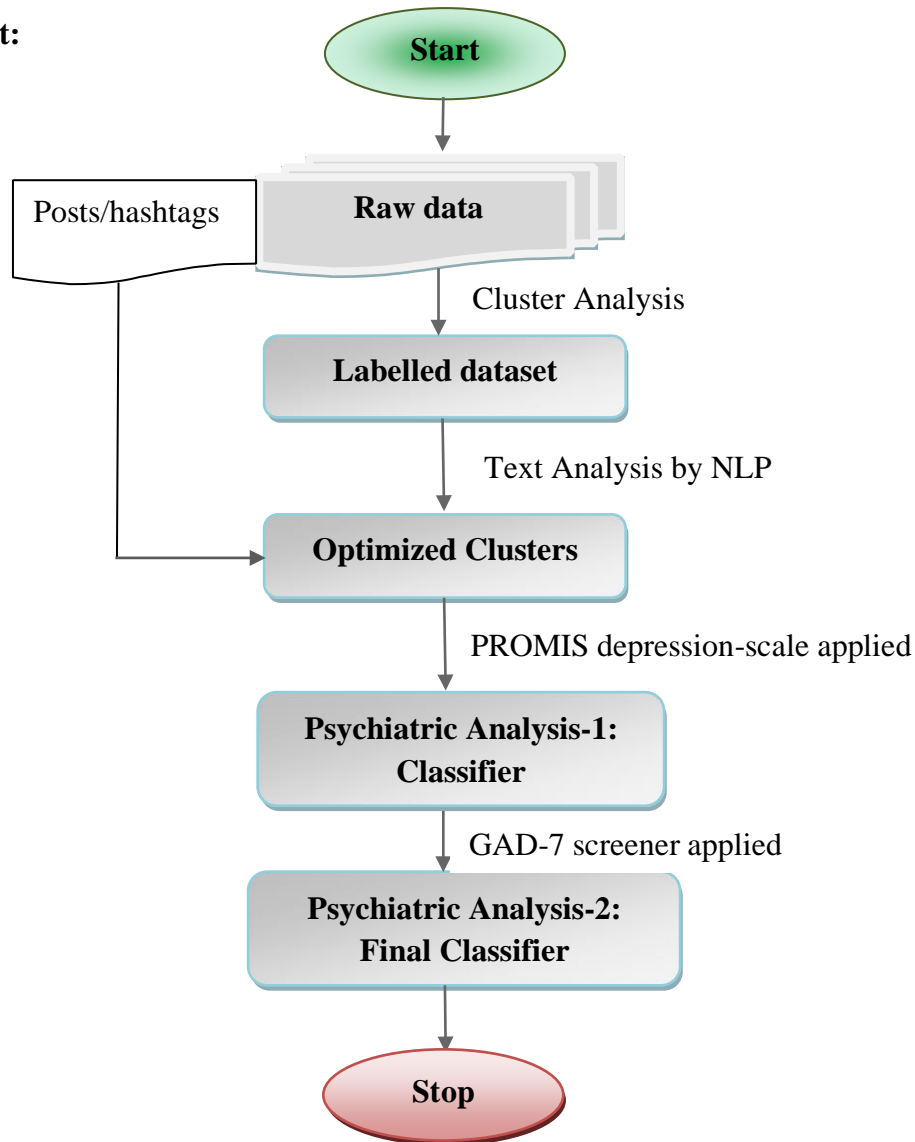 t:
Start
Posts/hashtags
Raw data
Cluster Analysis
Labelled dataset
Text Analysis by NLP
Optimized Clusters
PROMIS depression-scale applied
Psychiatric Analysis-1:
Classifier
GAD-7 screener applied
Psychiatric Analysis-2:
Final Classifier
Stop